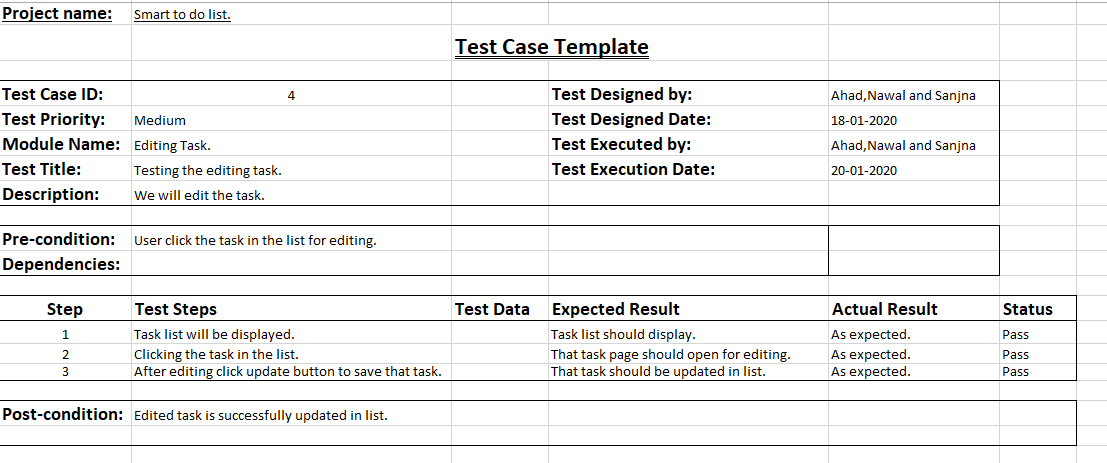 Project name: Smart to do list.
Test Case Template
Test Case ID: 4 Test Designed by: Ahad,Nawal and Sanjna
Test Priority: Medium Test Designed Date: 18-01-2020
Module Name: Editing Task. Test Executed by: Ahad,Nawal and Sanjna
Test Title: Testing the editing task. Test Execution Date: 20-01-2020
Description: We will edit the task.
Pre-condition: User click the task in the list for editing.
Dependencies:
Step Test Steps Test Data Expected Result Actual Result Status
1 Task list will be displayed. Task list should display. As expected. Pass
2 Clicking the task in the list. That task page should open for editing. As expected. Pass
3 After editing click update button to save that task. That task should be updated in list. As expected. Pass
Post-condition: Edited task is successfully updated in list.